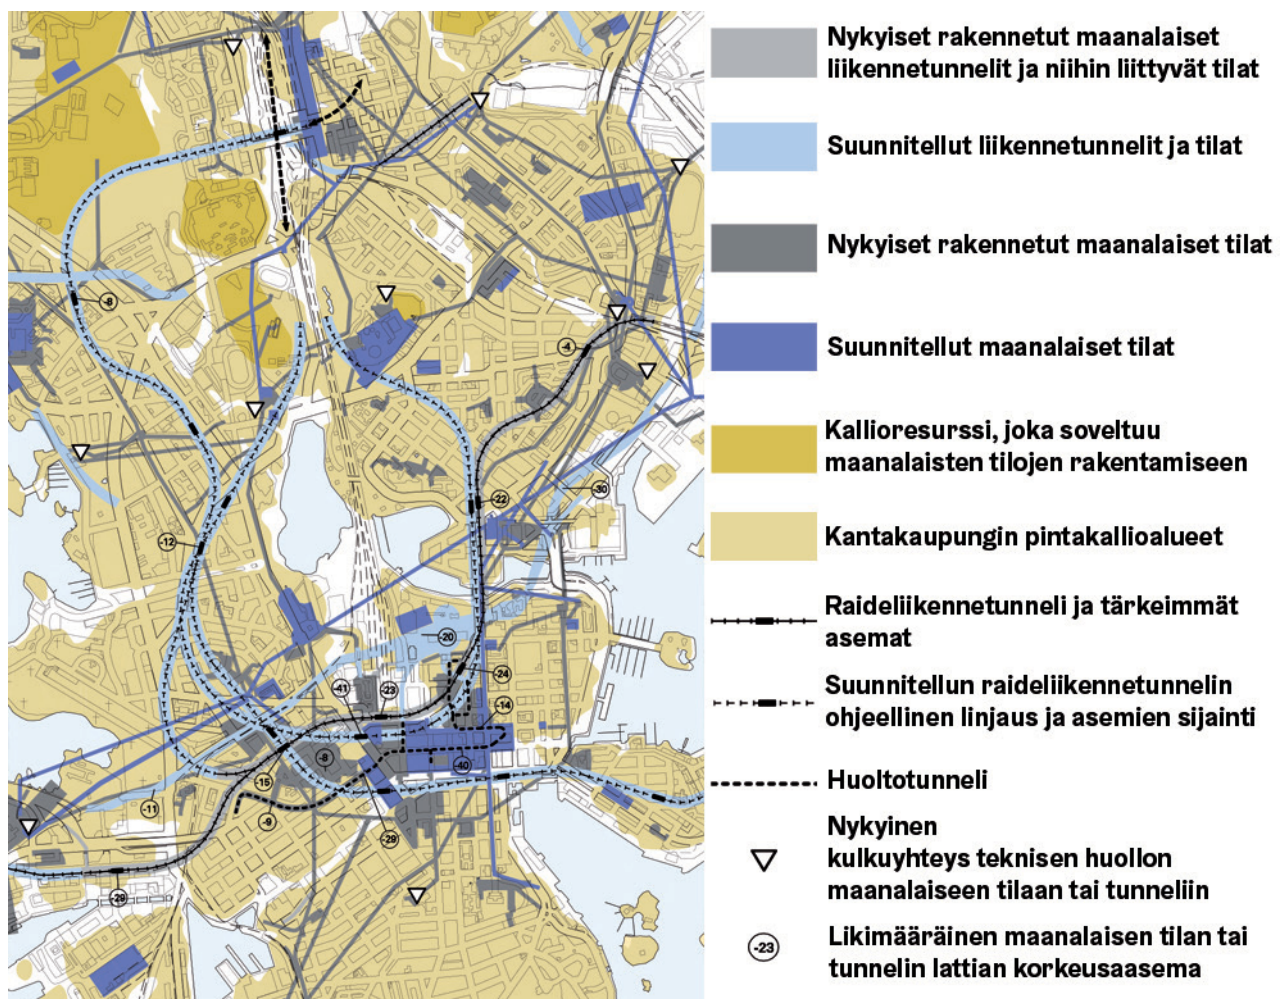 -8
-4
-22
-30
-12
-20
-24
-41
-23
-14
-8
-40
-15
-11
-9
-29
-29
Nykyiset rakennetut maanalaiset
liikennetunnelit ja niihin liittyvät tilat
Suunnitellut liikennetunnelit ja tilat
Nykyiset rakennetut maanalaiset tilat
Suunnitellut maanalaiset tilat
Kallioresurssi, joka soveltuu
maanalaisten tilojen rakentamiseen
Kantakaupungin pintakallioalueet
Raideliikennetunneli ja tärkeimmät
asemat
Suunnitellun raideliikennetunnelin
ohjeellinen linjaus ja asemien sijainti
Huoltotunneli
Nykyinen
kulkuyhteys teknisen huollon
maanalaiseen tilaan tai tunneliin
-23
Likimääräinen maanalaisen tilan tai
tunnelin lattian korkeusaasema